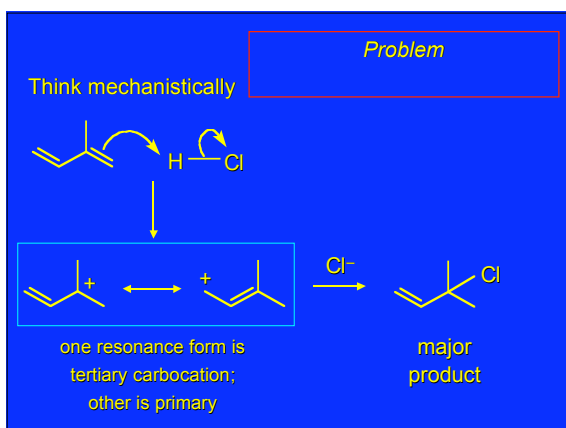 Problem
Think mechanistically
H Cl
+ +
Cl–
Cl
one resonance form is
tertiary carbocation;
other is primary
major
product